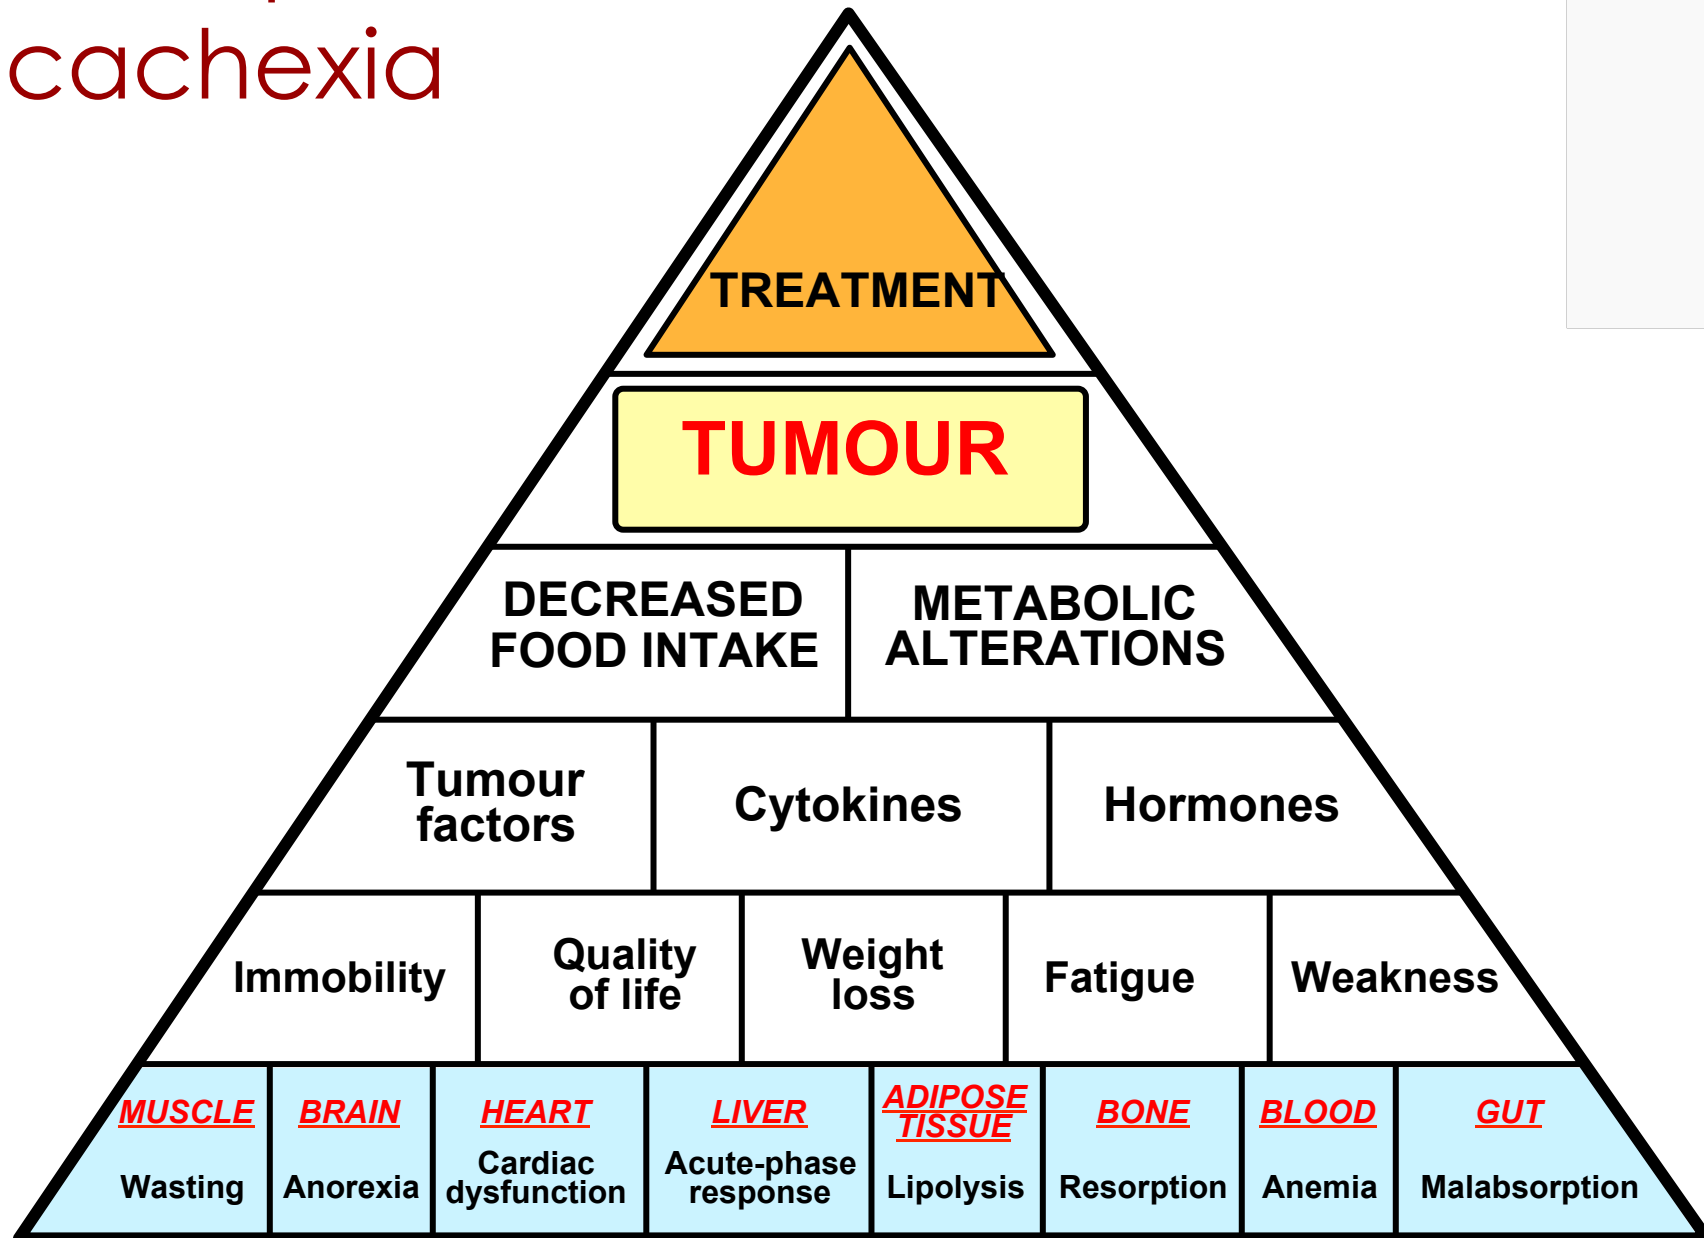 cachexia
TREATMENT
TUMOUR
DECREASED
FOOD INTAKE
METABOLIC
ALTERATIONS
Tumour
factors
Cytokines
Hormones
Immobility
Quality
of life
Weight
loss
Fatigue
Weakness
MUSCLE
Wasting
BRAIN
Anorexia
HEART
Cardiac
dysfunction
LIVER
Acute-phase
response
ADIPOSE
TISSUE
Lipolysis
BONE
Resorption
BLOOD
Anemia
GUT
Malabsorption